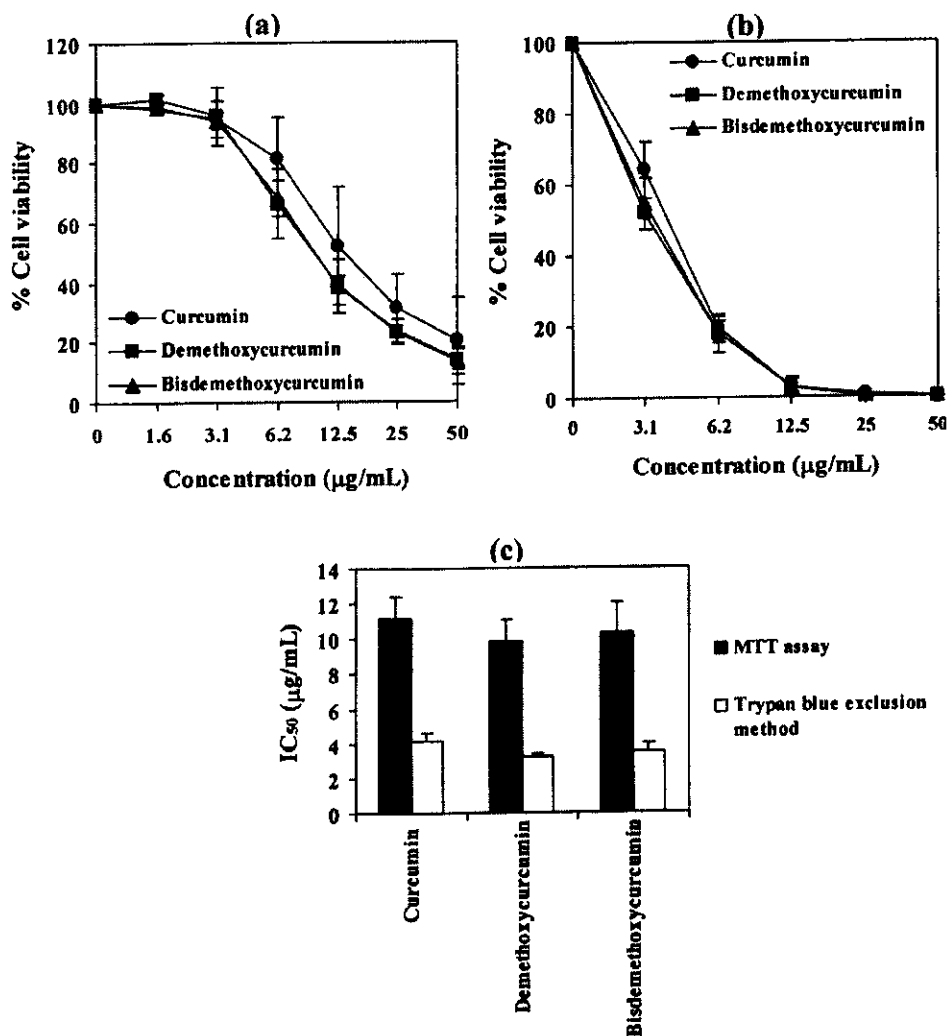 (a)
120
100
80
60
40
20
0
% Cell viability
Curcumin
Demethoxycurcumin
Bisdemethoxycurcumin
0 1.6 3.1 6.2 12.5 25 50
Concentration (μg/mL)
(b)
100
80
60
40
20
0
% Cell viability
Curcumin
Demethoxycurcumin
Bisdemethoxycurcumin
0 3.1 6.2 12.5 25 50
Concentration (μg/mL)
(c)
14
12
10
8
6
4
2
0
IC50 (μg/mL)
Curcumin
Demethoxycurcumin
Bisdemethoxycurcumin
MTT assay
Trypan blue exclusion
method